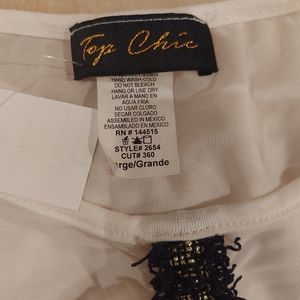 Top Chic
HAND WASH COLD
DO NOT BLEACH
HANG OR LINE DRY
LAVAR A MANO EN
AGUA FRIA
NO USAR CLORO
SECAR COLGADO
ASSEMBLED IN MEXICO
ENSAMBLADO EN MEXICO
RN # 144515
STYLE# 2654
CUT# 360
arge/Grande